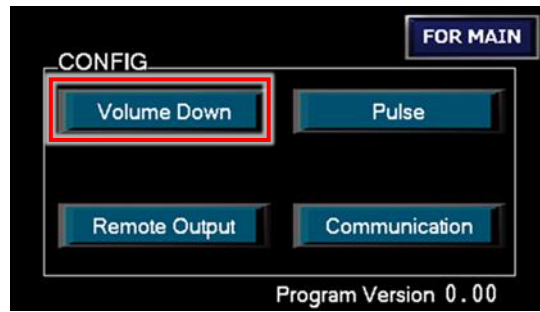 FOR MAIN
CONFIG
Volume Down
Pulse
Remote Output
Communication
Program Version 0.00